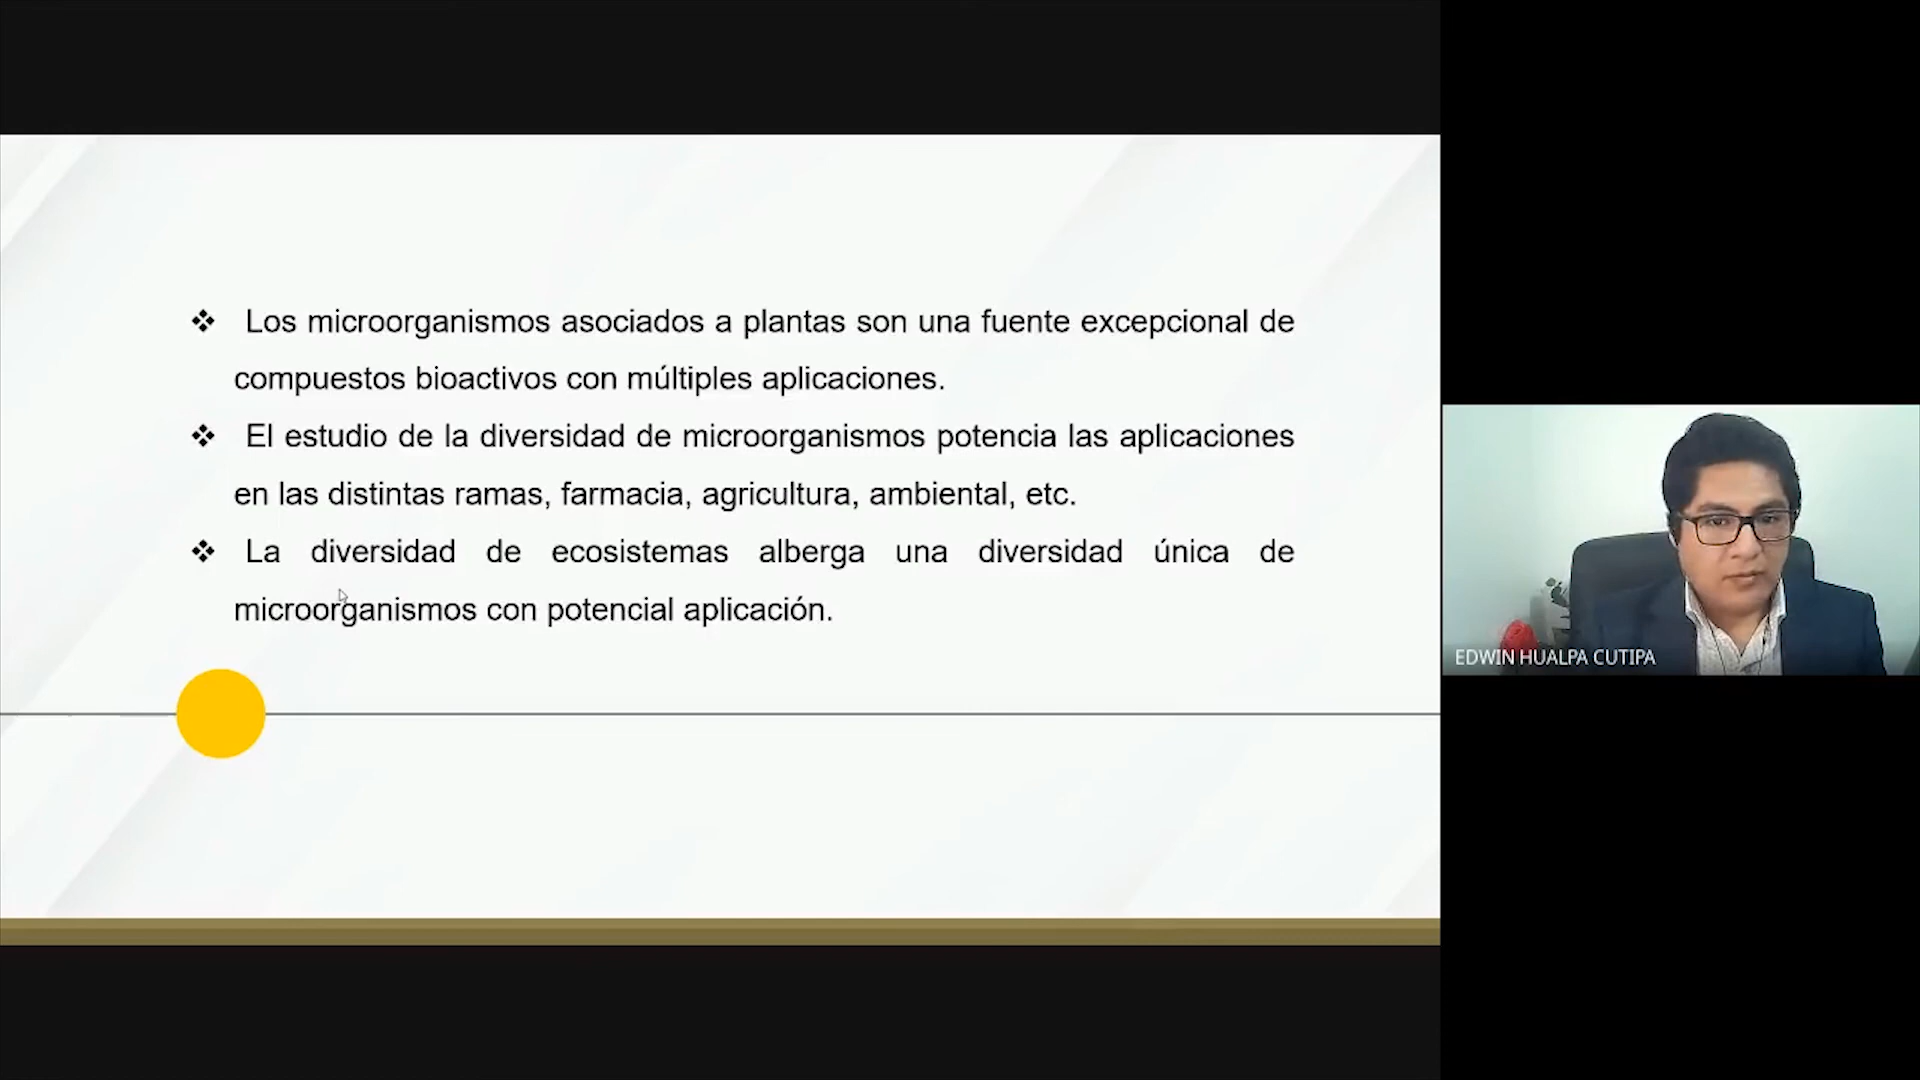 ❖ Los microorganismos asociados a plantas son una fuente excepcional de
compuestos bioactivos con múltiples aplicaciones.
❖ El estudio de la diversidad de microorganismos potencia las aplicaciones
en las distintas ramas, farmacia, agricultura, ambiental, etc.
❖ La diversidad de ecosistemas alberga una diversidad única de
microorganismos con potencial aplicación.
EDWIN HUALPA CUTIPA